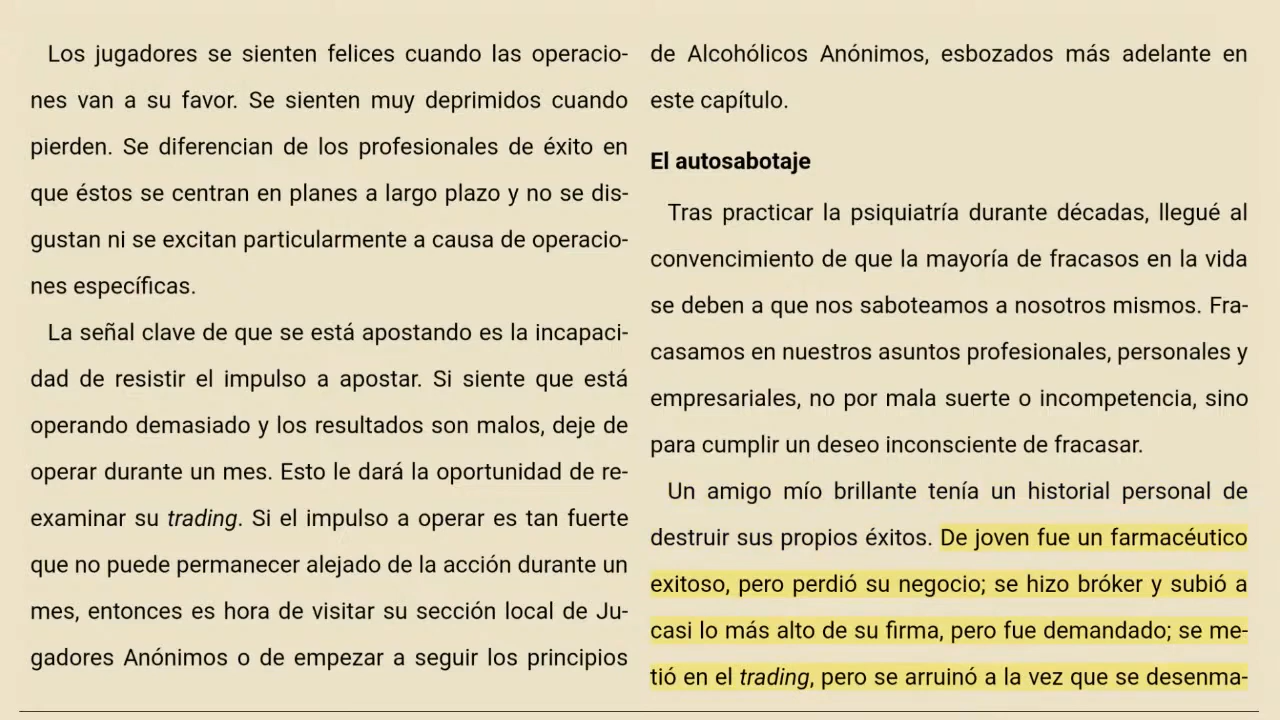 Los jugadores se sienten felices cuando las operacio-
nes van a su favor. Se sienten muy deprimidos cuando
pierden. Se diferencian de los profesionales de éxito en
que éstos se centran en planes a largo plazo y no se dis-
gustan ni se excitan particularmente a causa de operacio-
nes específicas.
La señal clave de que se está apostando es la incapaci-
dad de resistir el impulso a apostar. Si siente que está
operando demasiado y los resultados son malos, deje de
operar durante un mes. Esto le dará la oportunidad de re-
examinar su trading. Si el impulso a operar es tan fuerte
que no puede permanecer alejado de la acción durante un
mes, entonces es hora de visitar su sección local de Ju-
gadores Anónimos o de empezar a seguir los principios
de Alcohólicos Anónimos, esbozados más adelante en
este capítulo.
El autosabotaje
Tras practicar la psiquiatría durante décadas, llegué al
convencimiento de que la mayoría de fracasos en la vida
se deben a que nos saboteamos a nosotros mismos. Fra-
casamos en nuestros asuntos profesionales, personales y
empresariales, no por mala suerte o incompetencia, sino
para cumplir un deseo inconsciente de fracasar.
Un amigo mío brillante tenía un historial personal de
destruir sus propios éxitos. De joven fue un farmacéutico
exitoso, pero perdió su negocio; se hizo bróker y subió a
casi lo más alto de su firma, pero fue demandado; se me-
tió en el trading, pero se arruinó a la vez que se desenma-